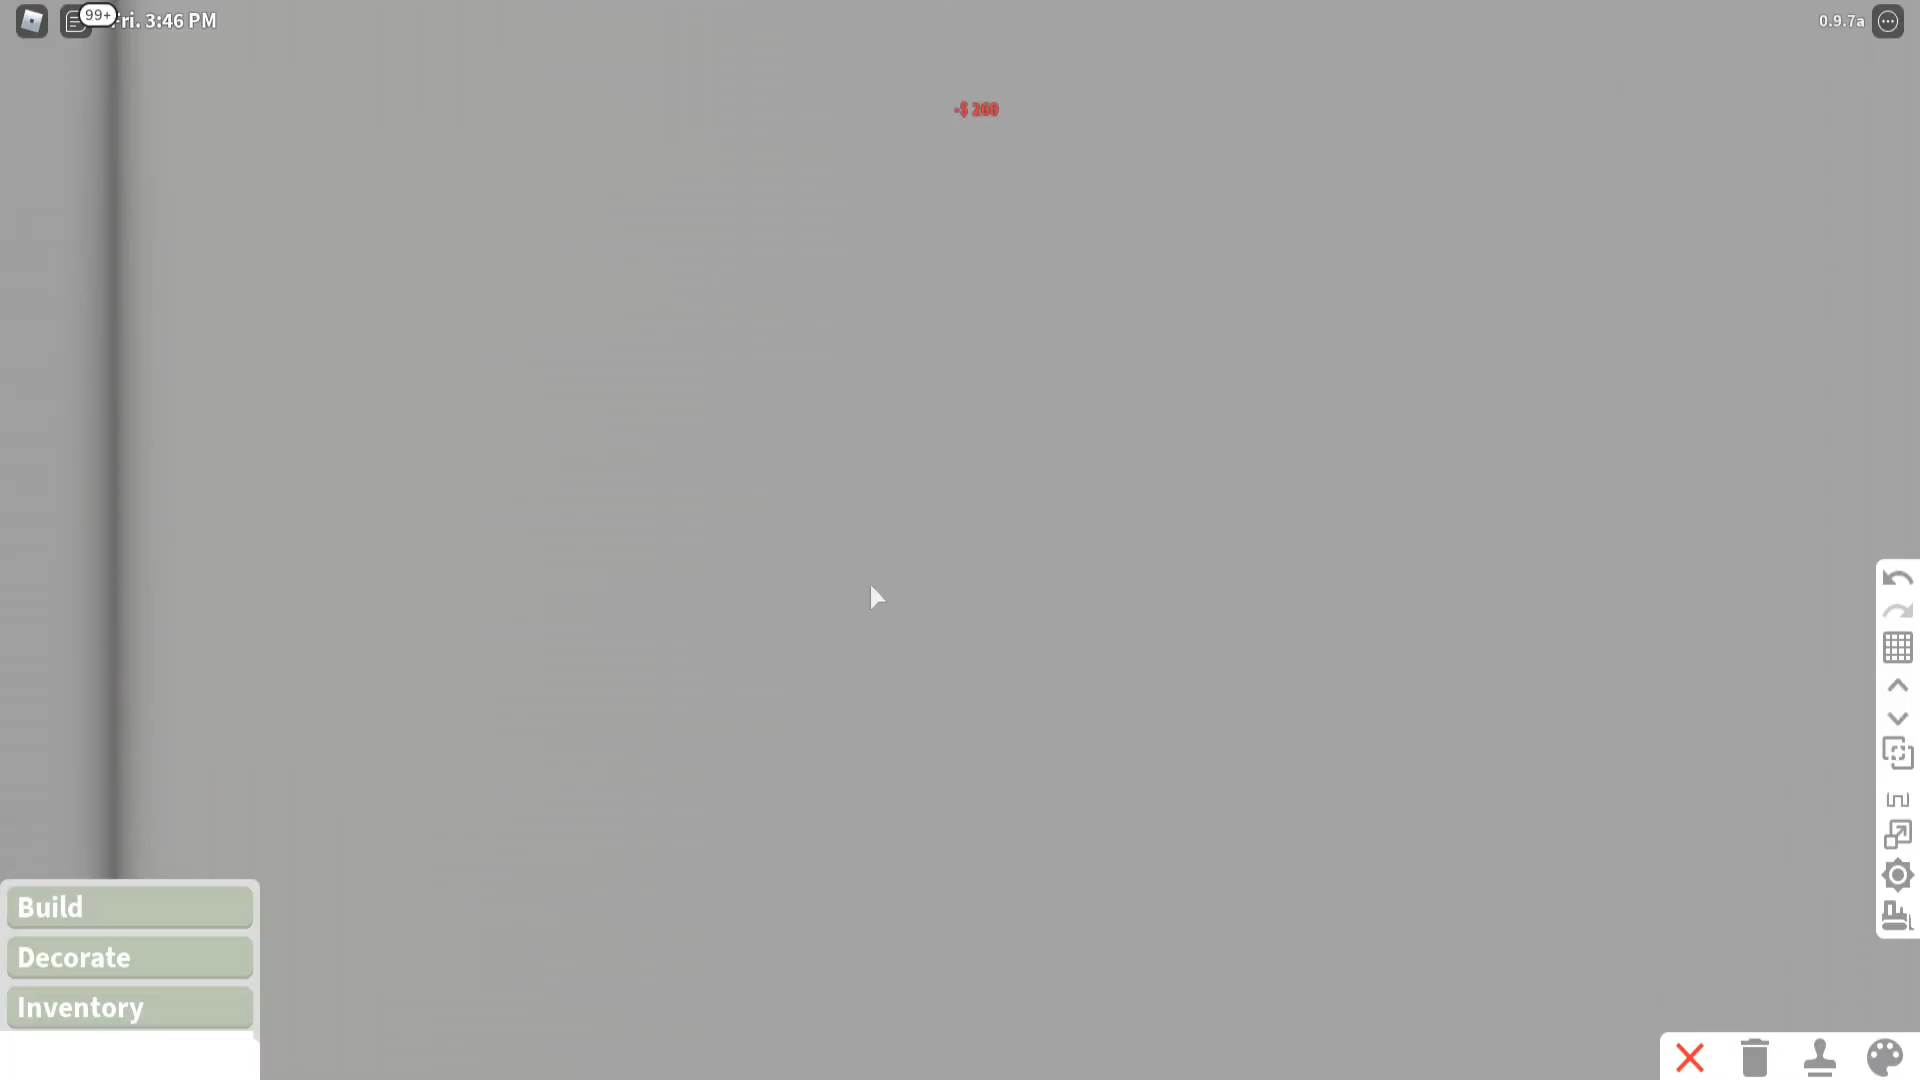 99+
Fri. 3:46 PM
0.9.7a
-$ 200
Build
Decorate
Inventory